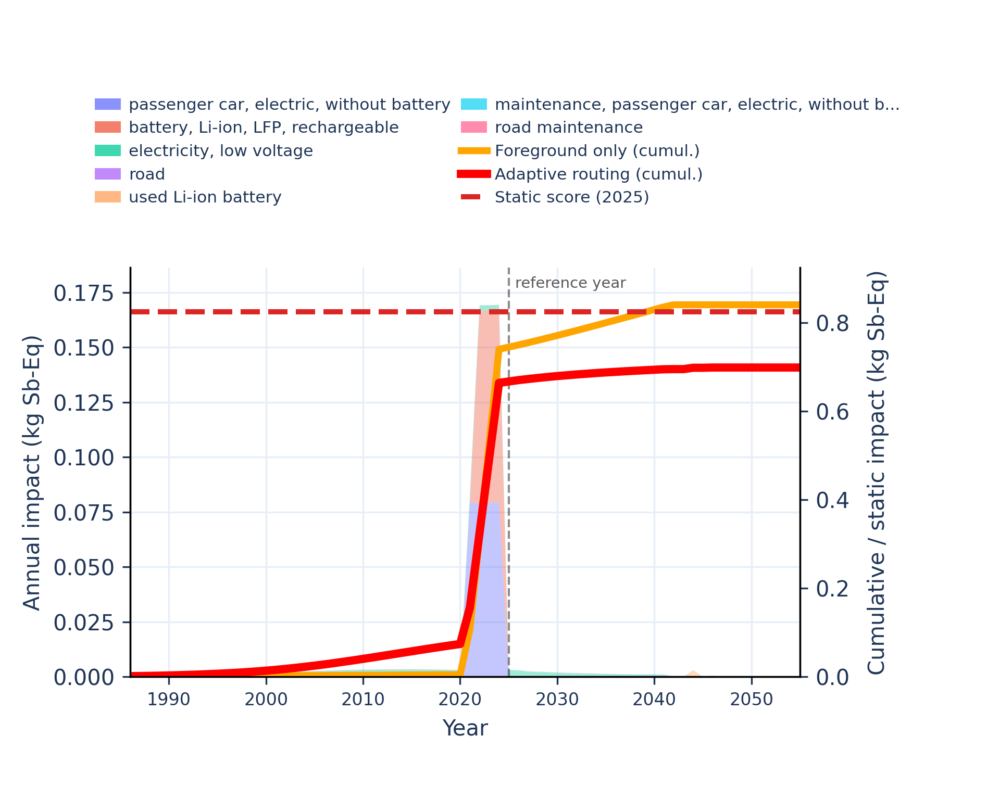 passenger car, electric, without battery
battery, Li-ion, LFP, rechargeable
electricity, low voltage
road
used Li-ion battery
maintenance, passenger car, electric, without b...
road maintenance
Foreground only (cumul.)
Adaptive routing (cumul.)
Static score (2025)
reference year
Annual impact (kg Sb-Eq)
0.175
0.150
0.125
0.100
0.075
0.050
0.025
0.000
Cumulative / static impact (kg Sb-Eq)
0.8
0.6
0.4
0.2
0.0
1990
2000
2010
2020
2030
2040
2050
Year